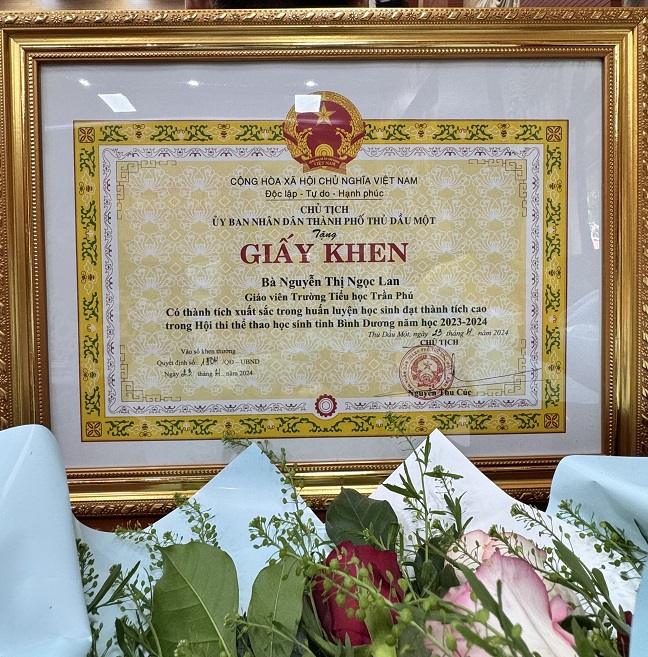 CỘNG HÒA XÃ HỘI CHỦ NGHĨA VIỆT NAM
Độc lập - Tự do - Hạnh phúc
CHỦ TỊCH
ỦY BAN NHÂN DÂN THÀNH PHỐ THỦ DẦU MỘT
Tặng
GIẤY KHEN
Bà Nguyễn Thị Ngọc Lan
Giáo viên Trường Tiểu học Trần Phú
Có thành tích xuất sắc trong huấn luyện học sinh đạt thành tích cao
trong Hội thi thể thao học sinh tỉnh Bình Dương năm học 2023-2024
Thủ Dầu Một, ngày 23 tháng 4 năm 2024
CHỦ TỊCH
Vào sổ khen thưởng
Quyết định số: /QĐ – UBND
Ngày 23 tháng 4 năm 2024
Nguyễn Thu Cúc